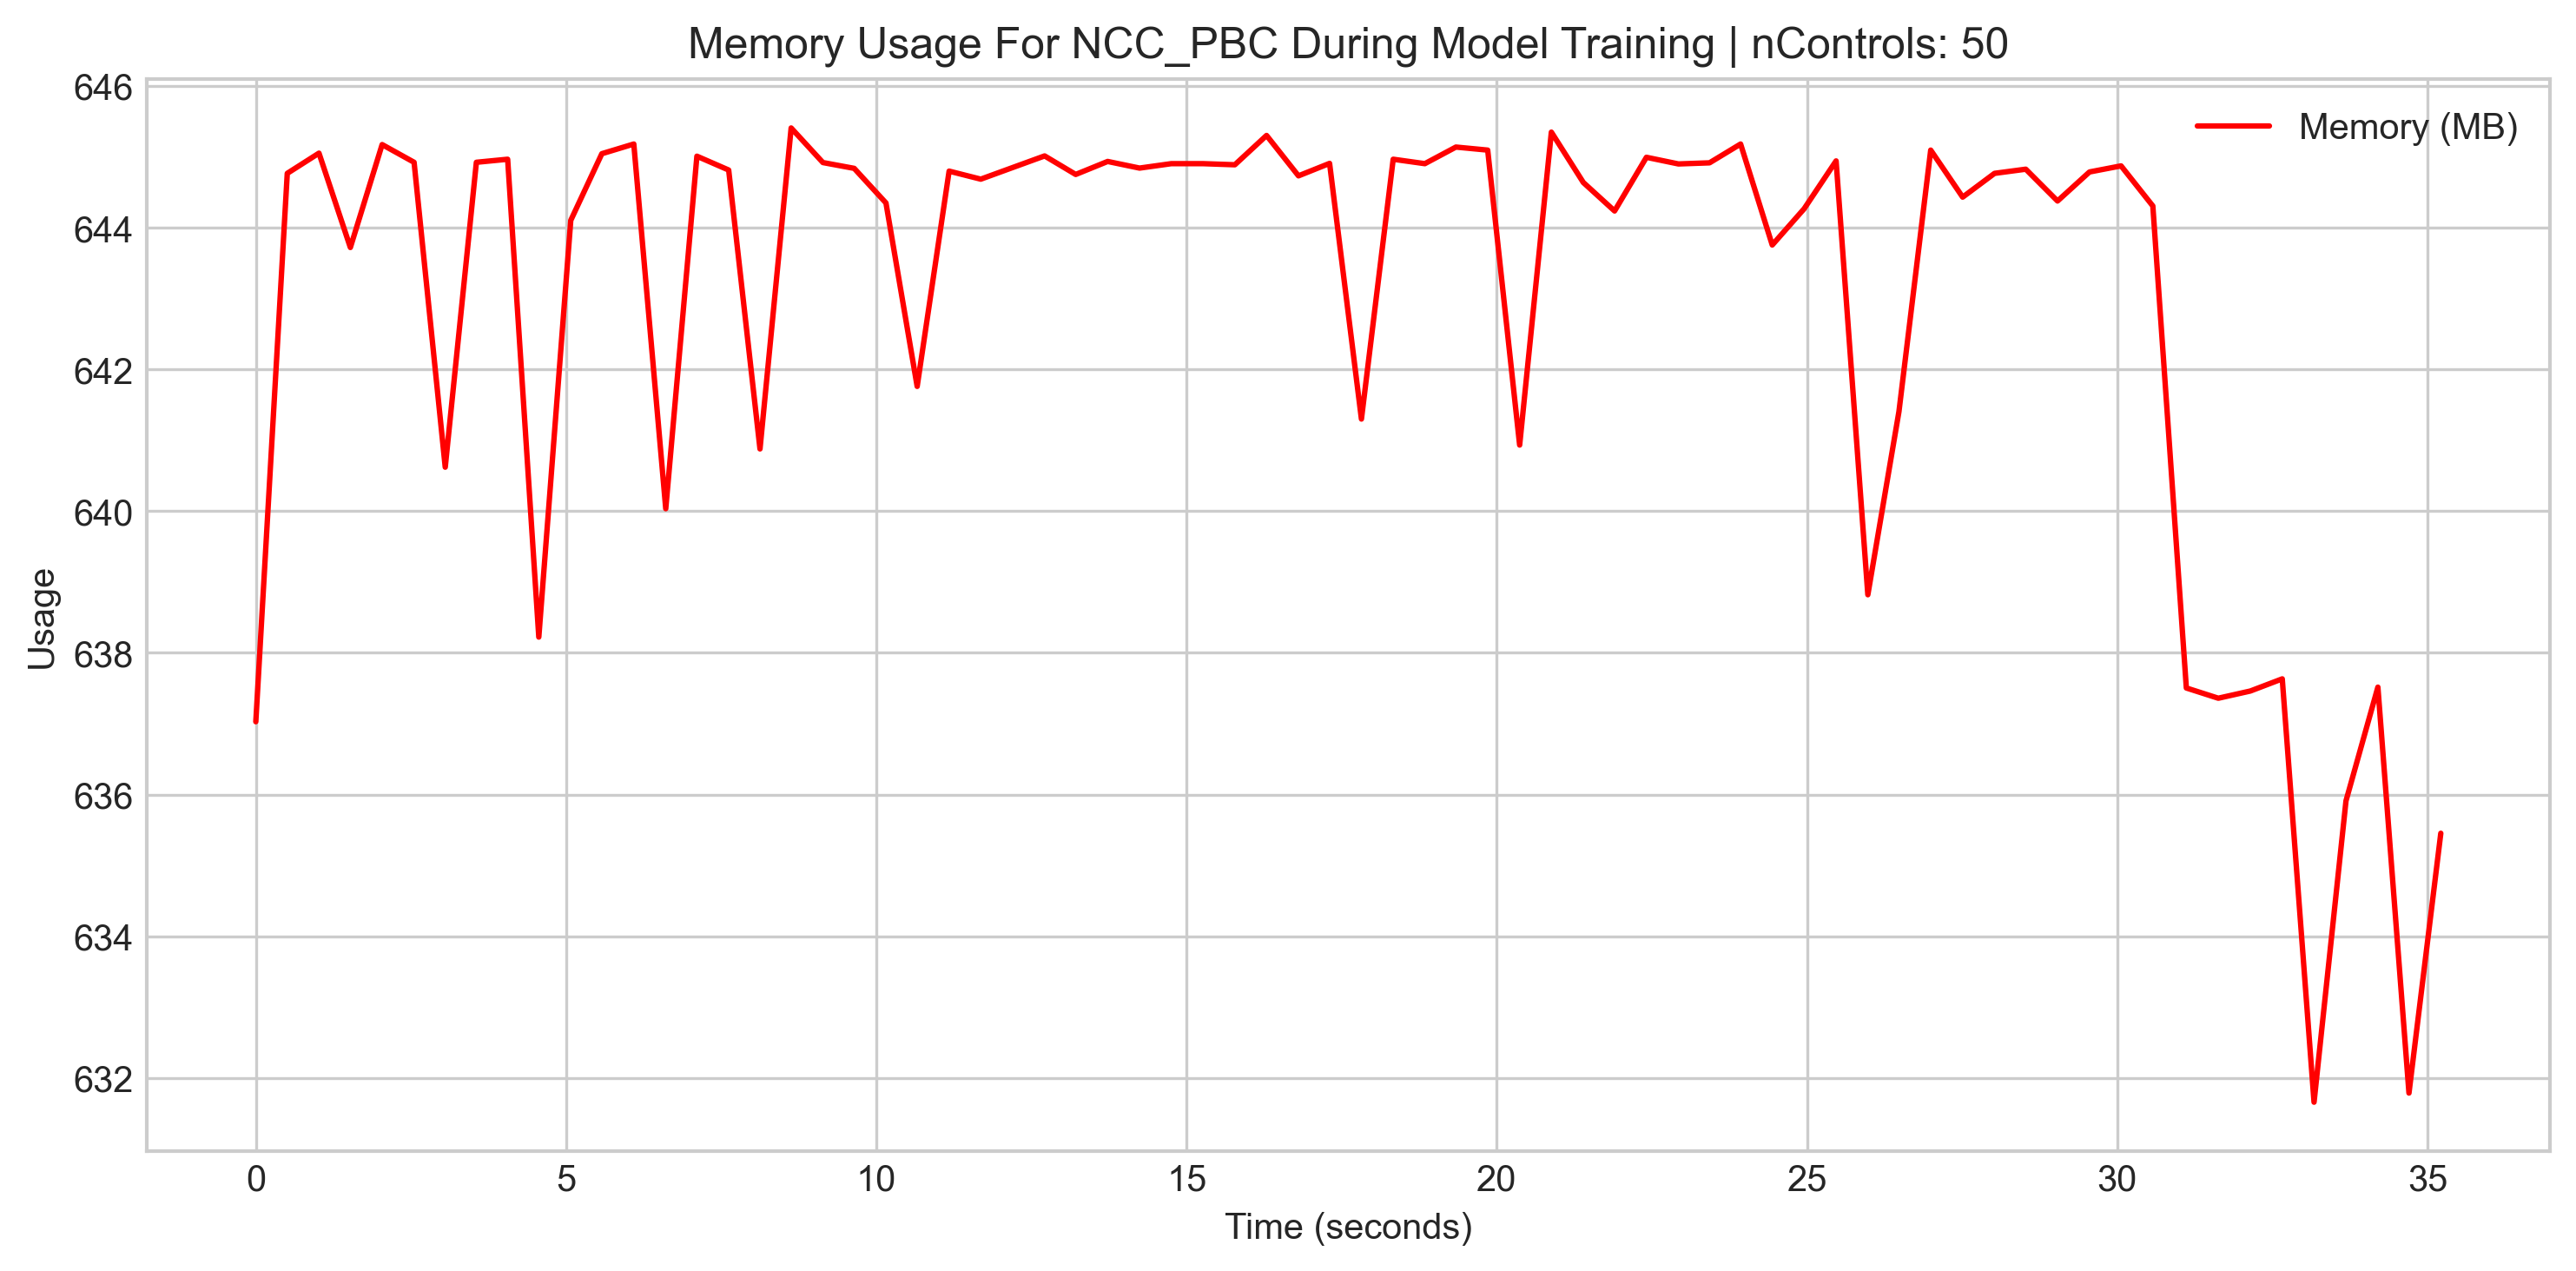 Memory Usage For NCC_PBC During Model Training | nControls: 50
646
644
642
640
638
636
634
632
Usage
Memory (MB)
0 5 10 15 20 25 30 35
Time (seconds)